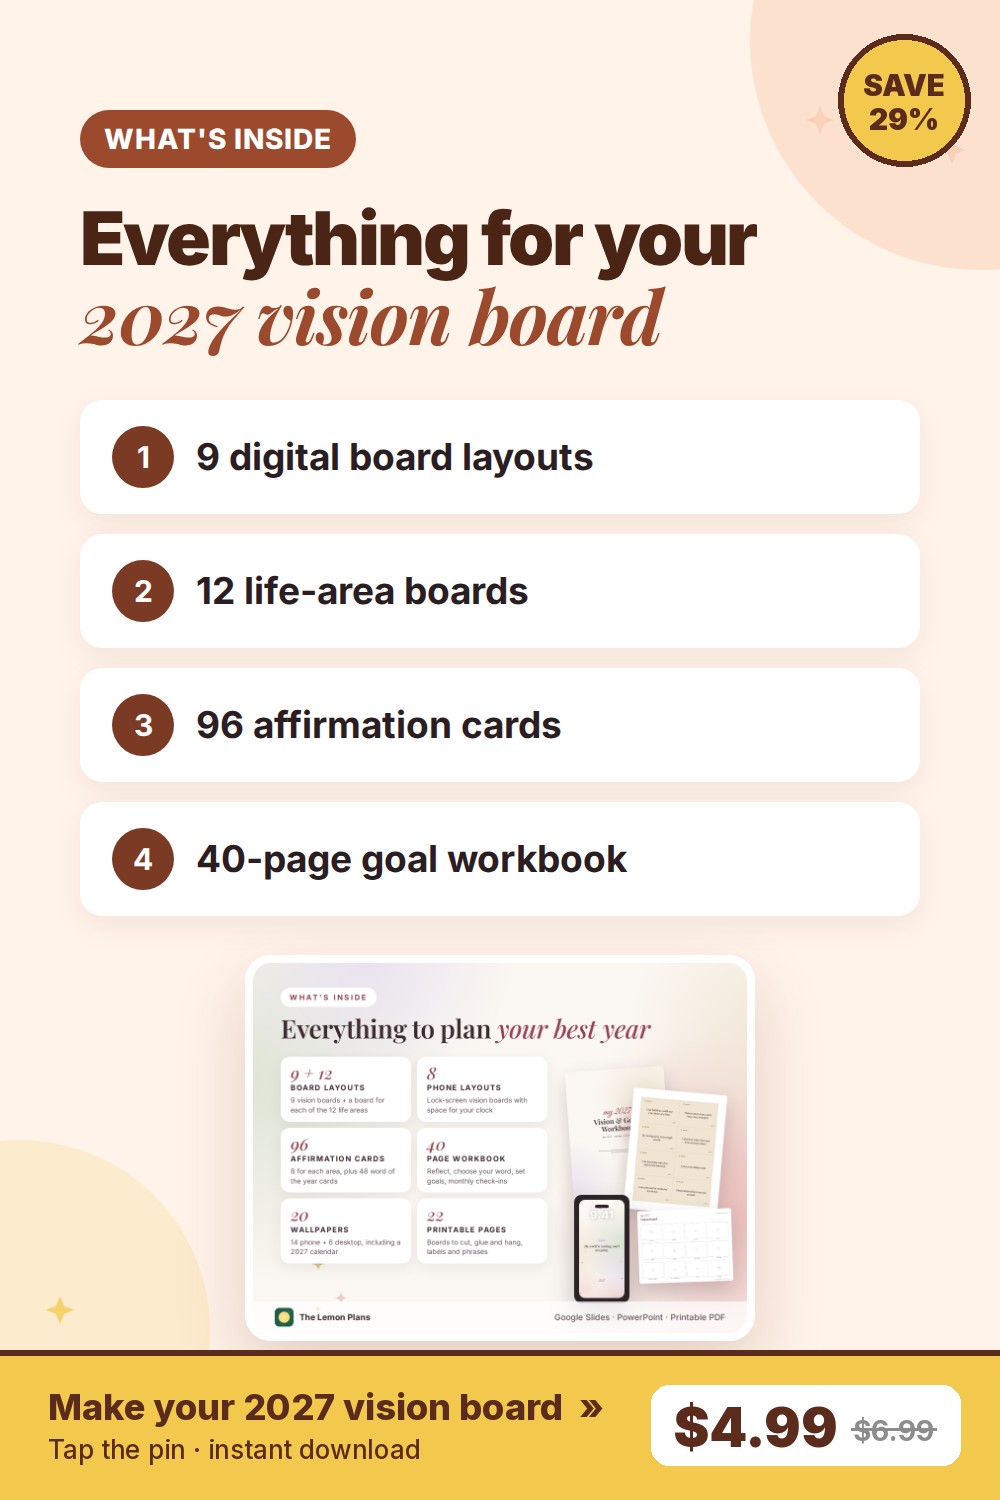 SAVE
29%
WHAT'S INSIDE
Everything for your
2027 vision board
1 9 digital board layouts
2 12 life-area boards
3 96 affirmation cards
4 40-page goal workbook
WHAT'S INSIDE
Everything to plan your best year
9 + 12
BOARD LAYOUTS
9 vision boards + a board for
each of the 12 life areas
8
PHONE LAYOUTS
Lock-screen vision boards with
space for your clock
96
AFFIRMATION CARDS
8 for each area, plus 48 word of
the year cards
40
PAGE WORKBOOK
Reflect, choose your word, set
goals, monthly check-ins
20
WALLPAPERS
14 phone + 6 desktop, including a
2027 calendar
22
PRINTABLE PAGES
Boards to cut, glue and hang,
labels and phrases
my 2027
Vision &
9:41
The Lemon Plans
Google Slides · PowerPoint · Printable PDF
Make your 2027 vision board »
Tap the pin · instant download
$4.99 $6.99